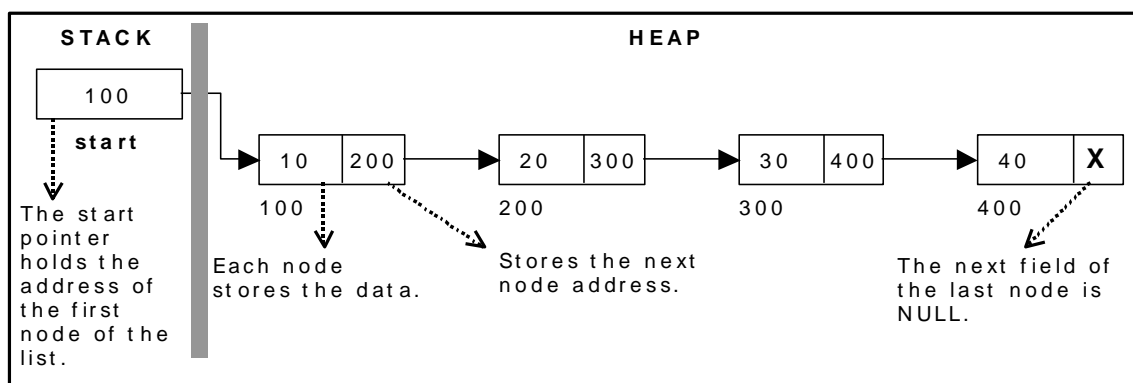 STACK
HEAP
100
start
10 200
20 300
30 400
40 X
100
200
300
400
The start
pointer
holds the
address of
the first
node of the
list.
Each node
stores the data.
Stores the next
node address.
The next field of
the last node is
NULL.